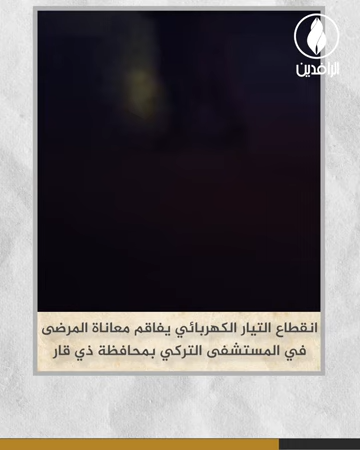 الرافدين
انقطاع التيار الكهربائي يفاقم معاناة المرضى
في المستشفى التركي بمحافظة ذي قار